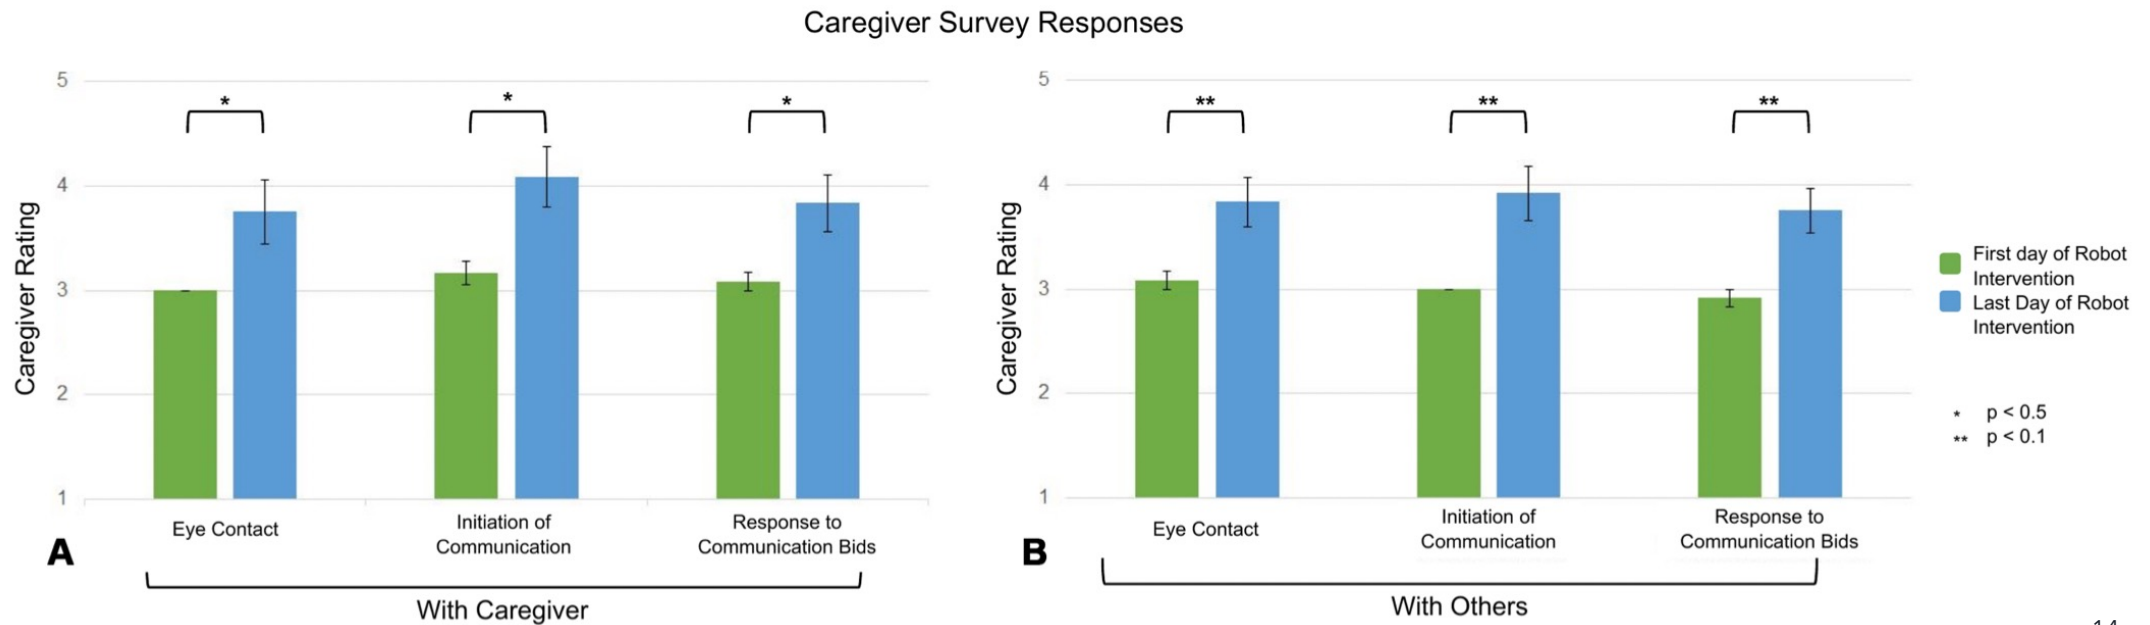 Caregiver Survey Responses
5
4
3
2
1
Caregiver Rating
*
*
*
Eye Contact
Initiation of
Communication
Response to
Communication Bids
A
With Caregiver
5
4
3
2
1
Caregiver Rating
**
**
**
Eye Contact
Initiation of
Communication
Response to
Communication Bids
B
With Others
First day of Robot
Intervention
Last Day of Robot
Intervention
* p < 0.5
** p < 0.1